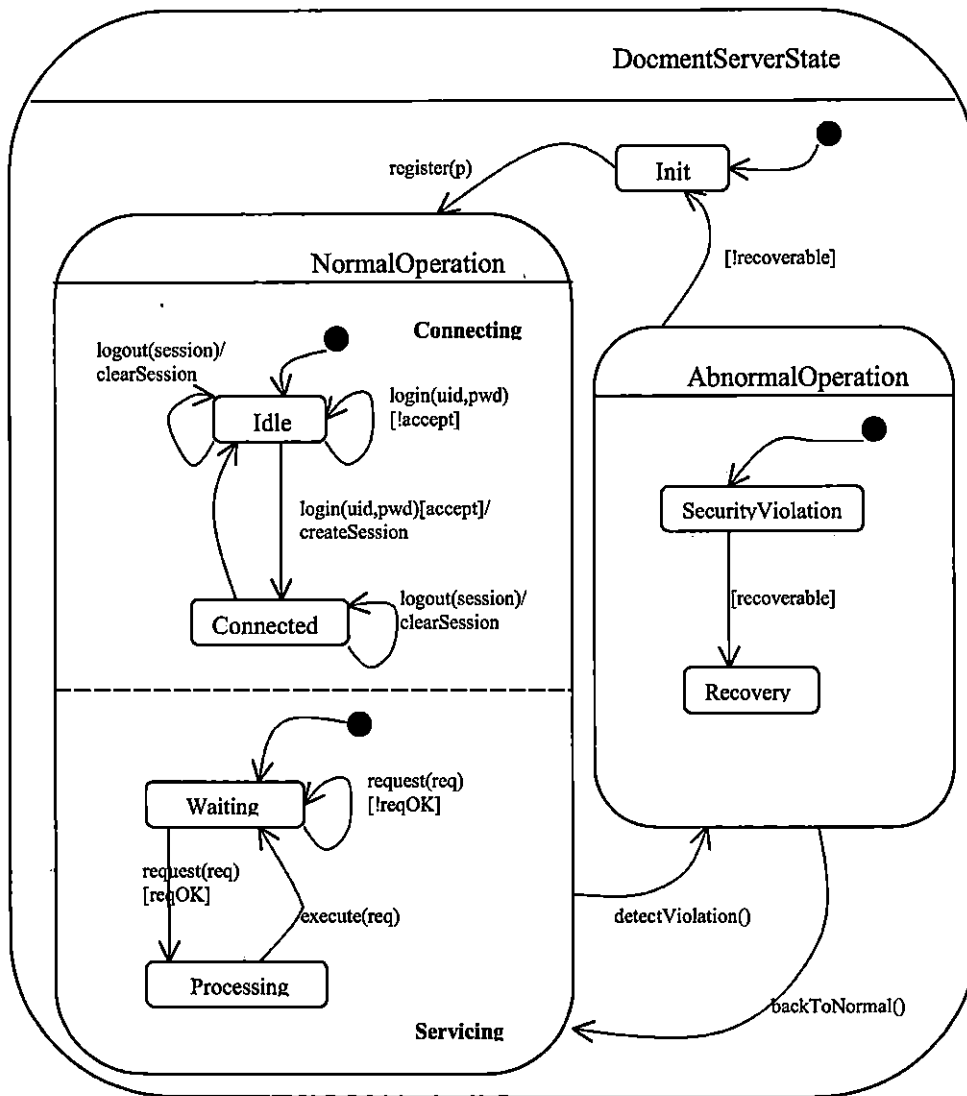 DocmentServerState
Init
register(p)
[!recoverable]
NormalOperation
Connecting
logout(session)/
clearSession
login(uid,pwd)
[!accept]
Idle
login(uid,pwd)[accept]/
createSession
Connected
logout(session)/
clearSession
AbnormalOperation
SecurityViolation
[recoverable]
Recovery
Waiting
request(req)
[!reqOK]
request(req)
[reqOK]
execute(req)
Processing
Servicing
detectViolation()
backToNormal()